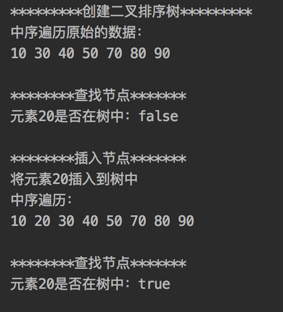 *********创建二叉排序树*********
中序遍历原始的数据：
10 30 40 50 70 80 90
********查找节点*******
元素20是否在树中：false
********插入节点*******
将元素20插入到树中
中序遍历：
10 20 30 40 50 70 80 90
********查找节点*******
元素20是否在树中：true